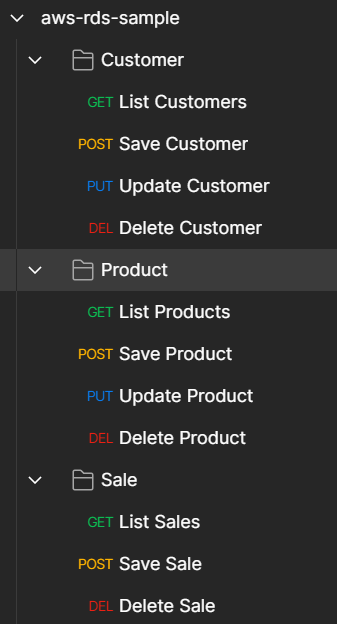 aws-rds-sample
Customer
GET List Customers
POST Save Customer
PUT Update Customer
DEL Delete Customer
Product
GET List Products
POST Save Product
PUT Update Product
DEL Delete Product
Sale
GET List Sales
POST Save Sale
DEL Delete Sale